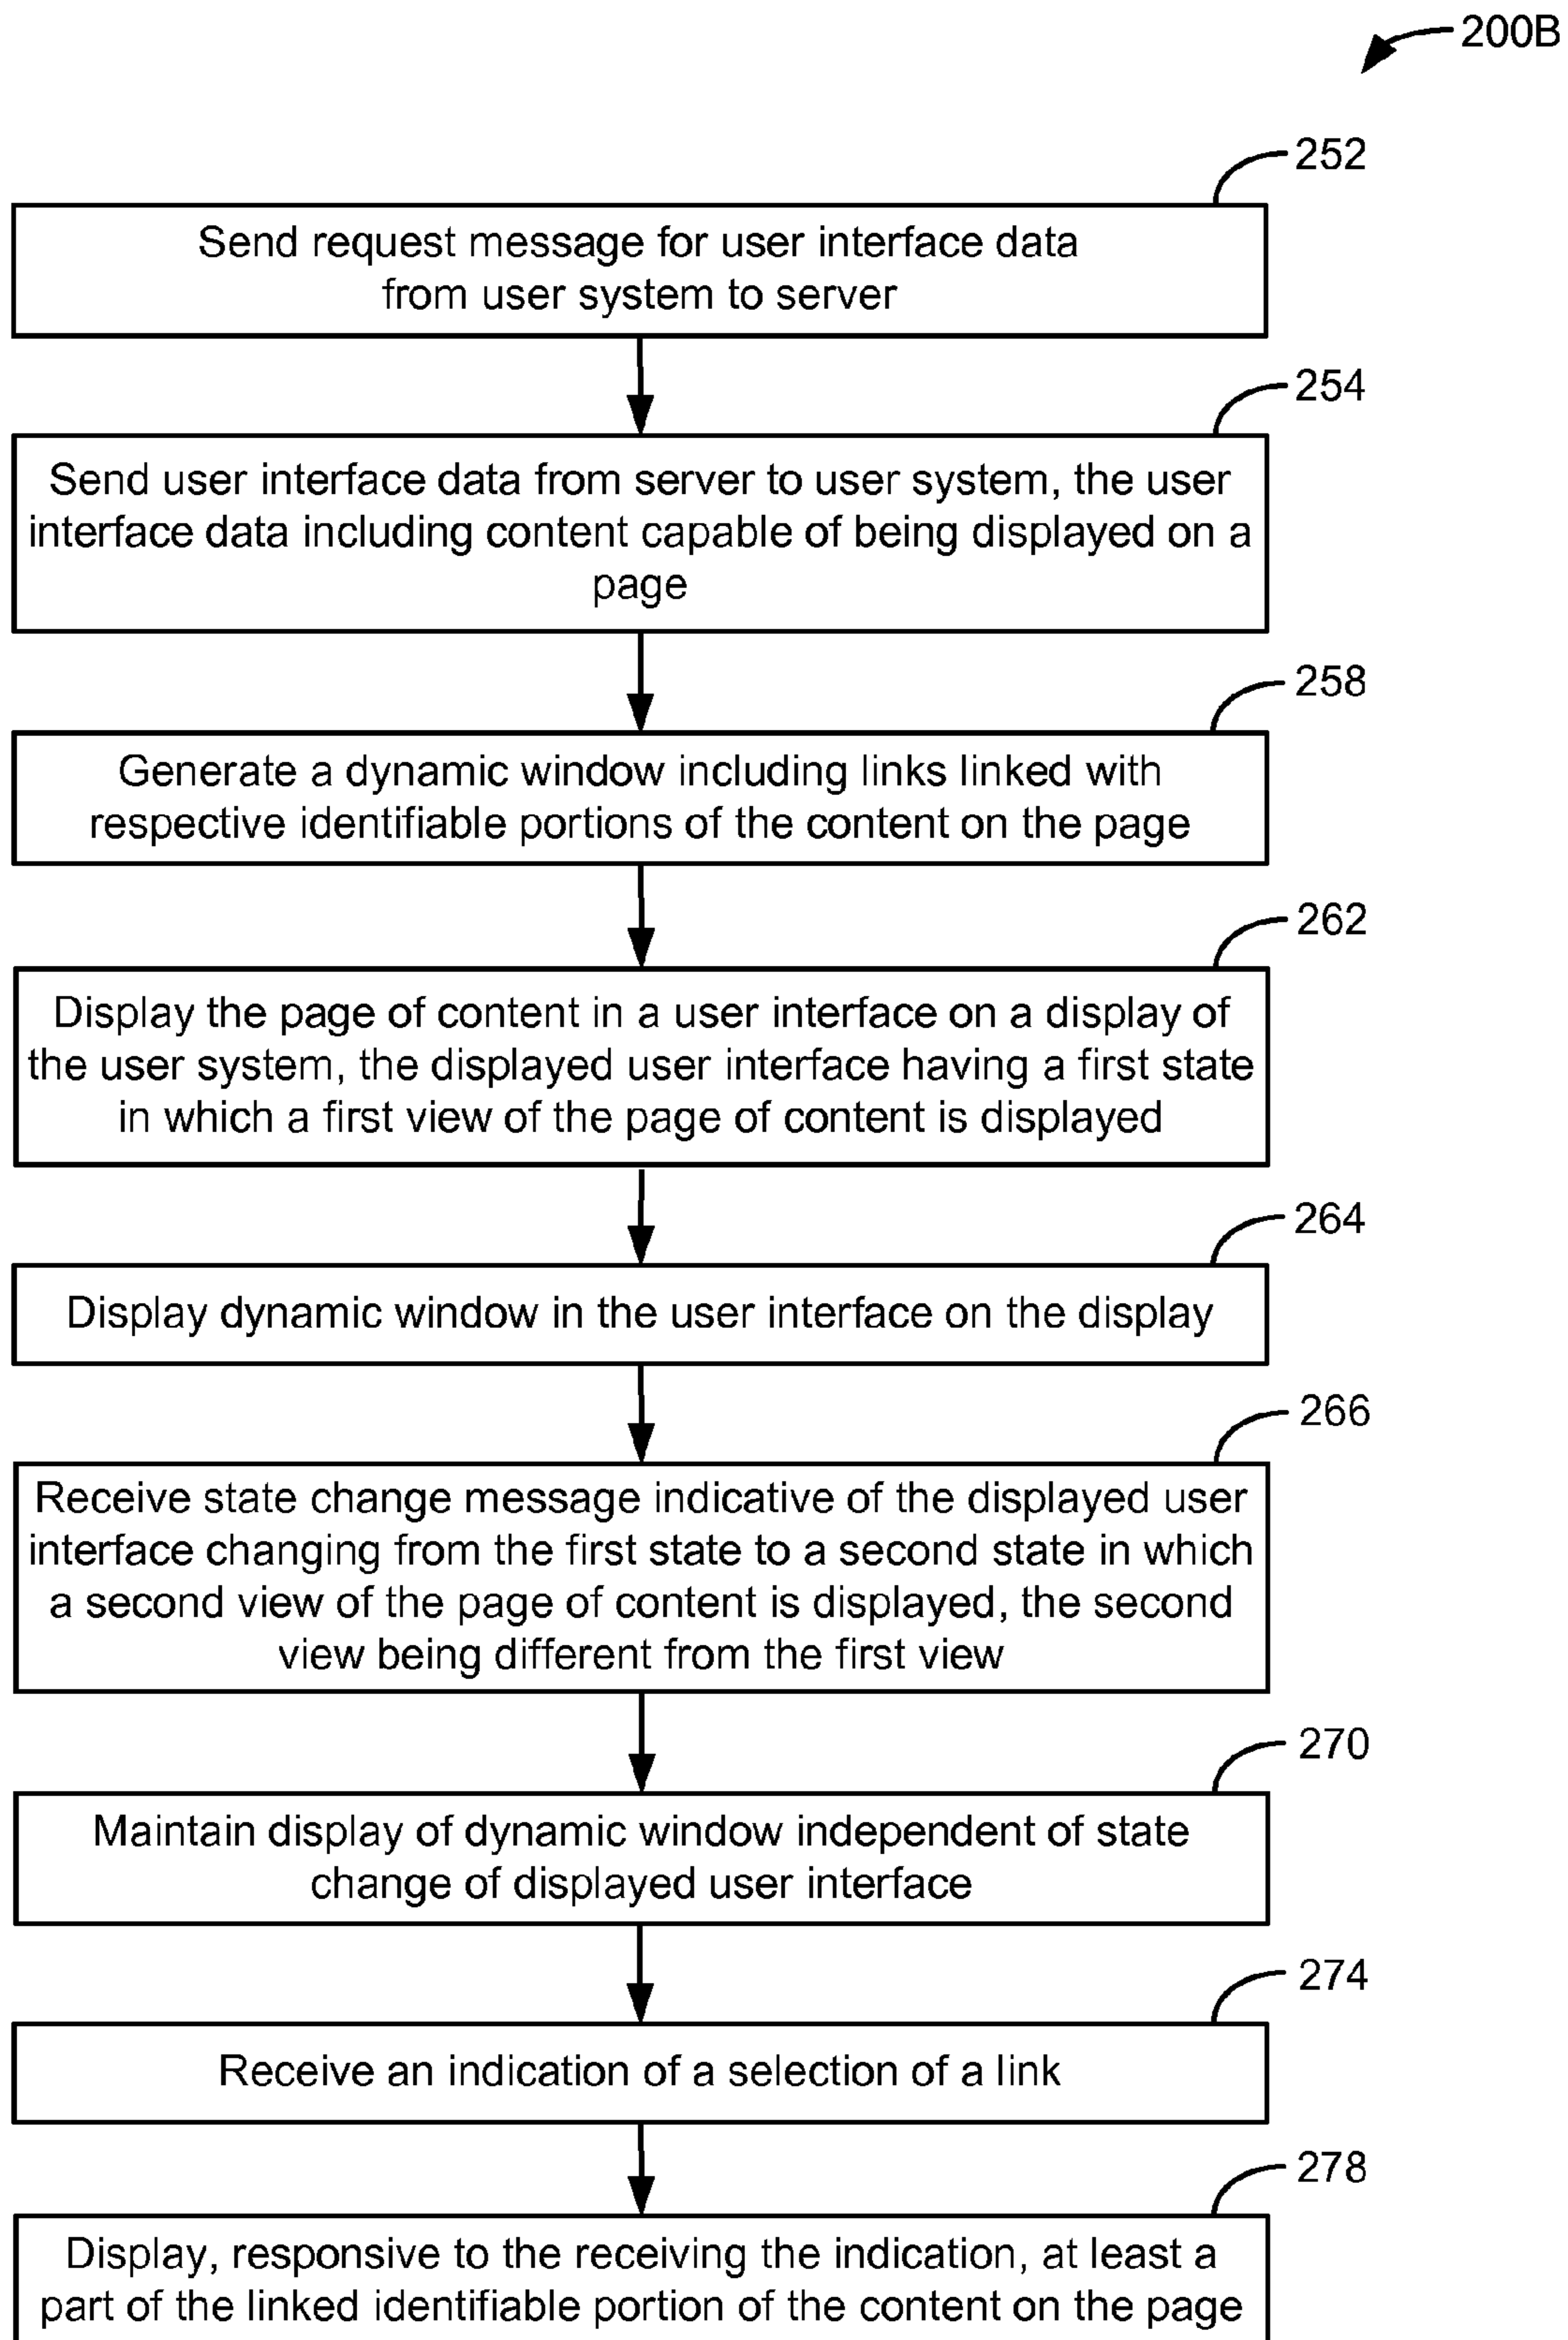 200B
252
Send request message for user interface data
from user system to server
254
Send user interface data from server to user system, the user
interface data including content capable of being displayed on a
page
258
Generate a dynamic window including links linked with
respective identifiable portions of the content on the page
262
Display the page of content in a user interface on a display of
the user system, the displayed user interface having a first state
in which a first view of the page of content is displayed
264
Display dynamic window in the user interface on the display
266
Receive state change message indicative of the displayed user
interface changing from the first state to a second state in which
a second view of the page of content is displayed, the second
view being different from the first view
270
Maintain display of dynamic window independent of state
change of displayed user interface
274
Receive an indication of a selection of a link
278
Display, responsive to the receiving the indication, at least a
part of the linked identifiable portion of the content on the page